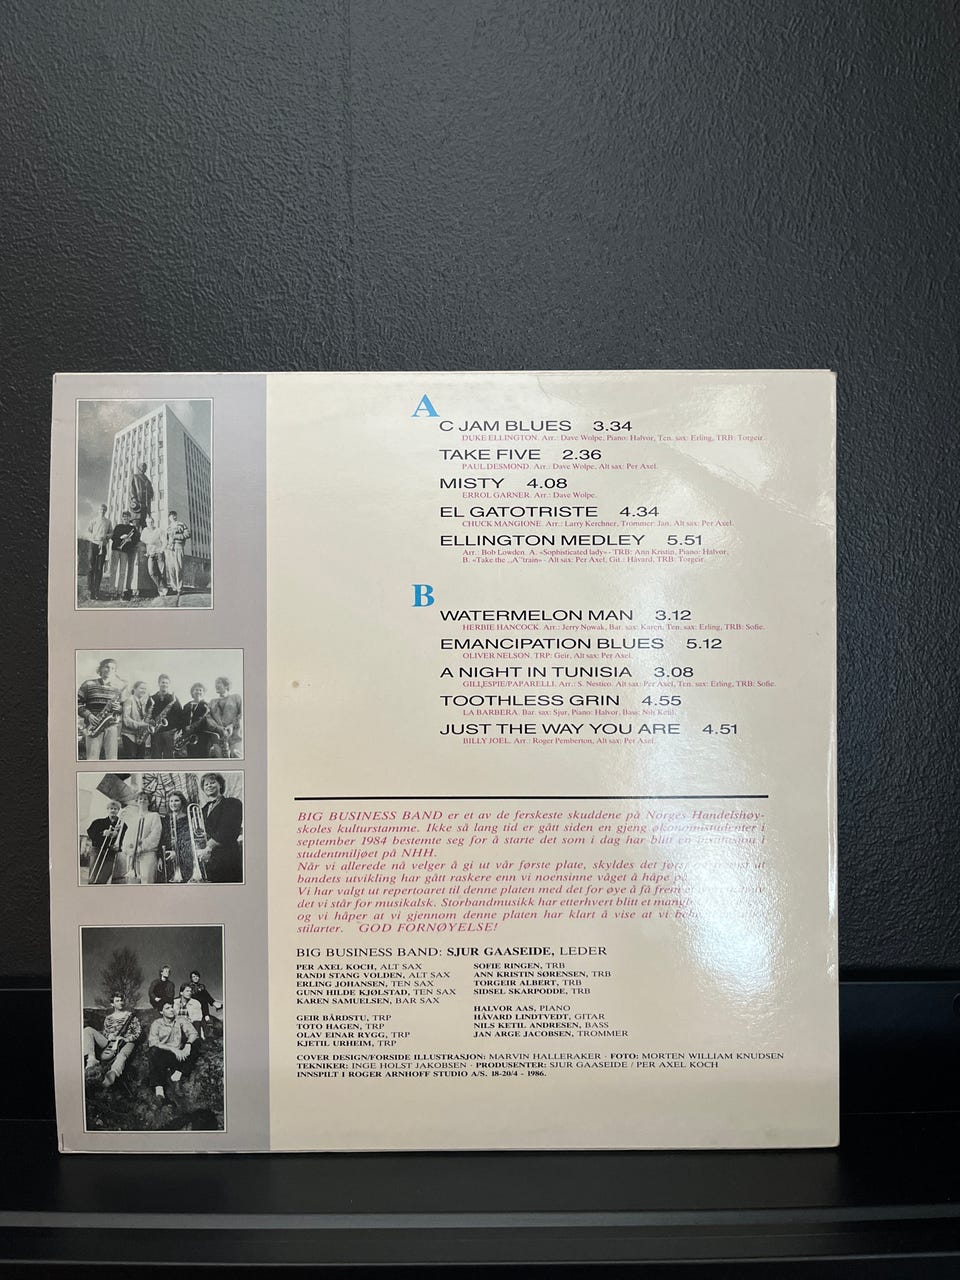 A
C JAM BLUES 3.34
DUKE ELLINGTON. Arr.: Dave Wolpe, Piano: Halvor, Ten. sax: Erling, TRB: Torgeir.
TAKE FIVE 2.36
PAUL DESMOND. Arr.: Dave Wolpe, Alt sax: Per Axel.
MISTY 4.08
ERROL GARNER. Arr.: Dave Wolpe.
EL GATOTRISTE 4.34
CHUCK MANGIONE. Arr.: Larry Kerchner, Trommer: Jan. Alt sax: Per Axel.
ELLINGTON MEDLEY 5.51
Arr.: Bob Lowden. A. «Sophisticated lady» - TRB: Ann Kristin, Piano: Halvor,
B. «Take the „A"train» - Alt sax: Per Axel, Git.: Håvard, TRB: Torgeir.
B
WATERMELON MAN 3.12
HERBIE HANCOCK. Arr.: Jerry Nowak, Bar. sax: Karen, Ten. sax: Erling, TRB: Sofie.
EMANCIPATION BLUES 5.12
OLIVER NELSON. TRP: Geir, Alt sax: Per Axel.
A NIGHT IN TUNISIA 3.08
GILLESPIE/PAPARELLI. Arr.: S. Nestico. Alt sax: Per Axel, Ten. sax: Erling, TRB: Sofie.
TOOTHLESS GRIN 4.55
LA BARBERA. Bar. sax: Sjur, Piano: Halvor, Bass: Nils Ketil.
JUST THE WAY YOU ARE 4.51
BILLY JOEL. Arr.: Roger Pemberton, Alt sax: Per Axel.
BIG BUSINESS BAND er et av de ferskeste skuddene på Norges Handelshøy-
skoles kulturstamme. Ikke så lang tid er gått siden en gjeng økonomistudenter i
september 1984 bestemte seg for å starte det som i dag har blitt en institusjon i
studentmiljøet på NHH.
Når vi allerede nå velger å gi ut vår første plate, skyldes det først at
bandets utvikling har gått raskere enn vi noensinne våget å håpe på
Vi har valgt ut repertoaret til denne platen med det for øye å få frem
det vi står for musikalsk. Storbandmusikk har etterhvert blitt et
og vi håper at vi gjennom denne platen har klart å vise at vi
stilarter. GOD FORNØYELSE!
BIG BUSINESS BAND: SJUR GAASEIDE, LEDER
PER AXEL KOCH, ALT SAX
RANDI STANG VOLDEN, ALT SAX
ERLING JOHANSEN, TEN SAX
GUNN HILDE KJØLSTAD, TEN SAX
KAREN SAMUELSEN, BAR SAX
GEIR BÅRDSTU, TRP
TOTO HAGEN, TRP
OLAV EINAR RYGG, TRP
KJETIL URHEIM, TRP
SOFIE RINGEN, TRB
ANN KRISTIN SØRENSEN, TRB
TORGEIR ALBERT, TRB
SIDSEL SKARPODDE, TRB
HALVOR AAS, PIANO
HÅVARD LINDTVEDT, GITAR
NILS KETIL ANDRESEN, BASS
JAN ARGE JACOBSEN, TROMMER
COVER DESIGN/FORSIDE ILLUSTRASJON: MARVIN HALLERAKER · FOTO: MORTEN WILLIAM KNUDSEN
TEKNIKER: INGE HOLST JAKOBSEN · PRODUSENTER: SJUR GAASEIDE / PER AXEL KOCH
INNSPILT I ROGER ARNHOFF STUDIO A/S. 18-20/4 - 1986.